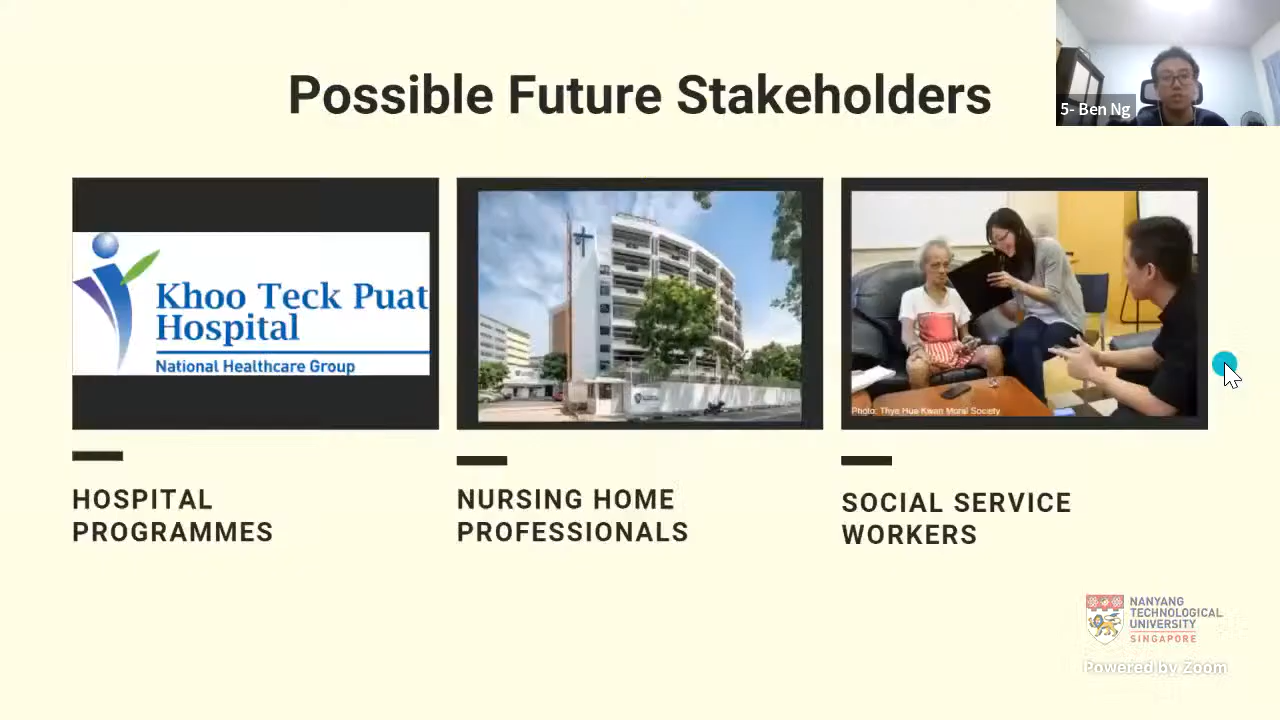 Possible Future Stakeholders
5- Ben Ng
Khoo Teck Puat
Hospital
National Healthcare Group
Photo: Thye Hua Kwan Moral Society
HOSPITAL
PROGRAMMES
NURSING HOME
PROFESSIONALS
SOCIAL SERVICE
WORKERS
NANYANG
TECHNOLOGICAL
UNIVERSITY
SINGAPORE
Powered by Zoom